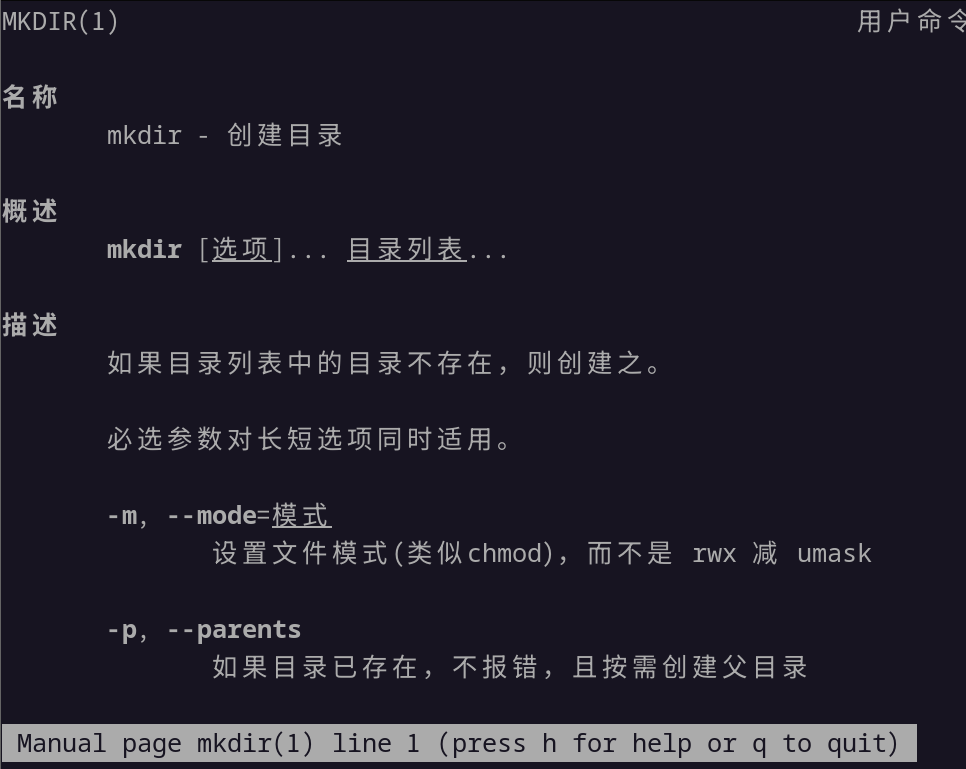 MKDIR(1) 用户命令
名称
mkdir - 创建目录
概述
mkdir [选项]... 目录列表...
描述
如果目录列表中的目录不存在，则创建之。
必选参数对长短选项同时适用。
-m, --mode=模式
设置文件模式(类似chmod)，而不是 rwx 减 umask
-p, --parents
如果目录已存在，不报错，且按需创建父目录
Manual page mkdir(1) line 1 (press h for help or q to quit)